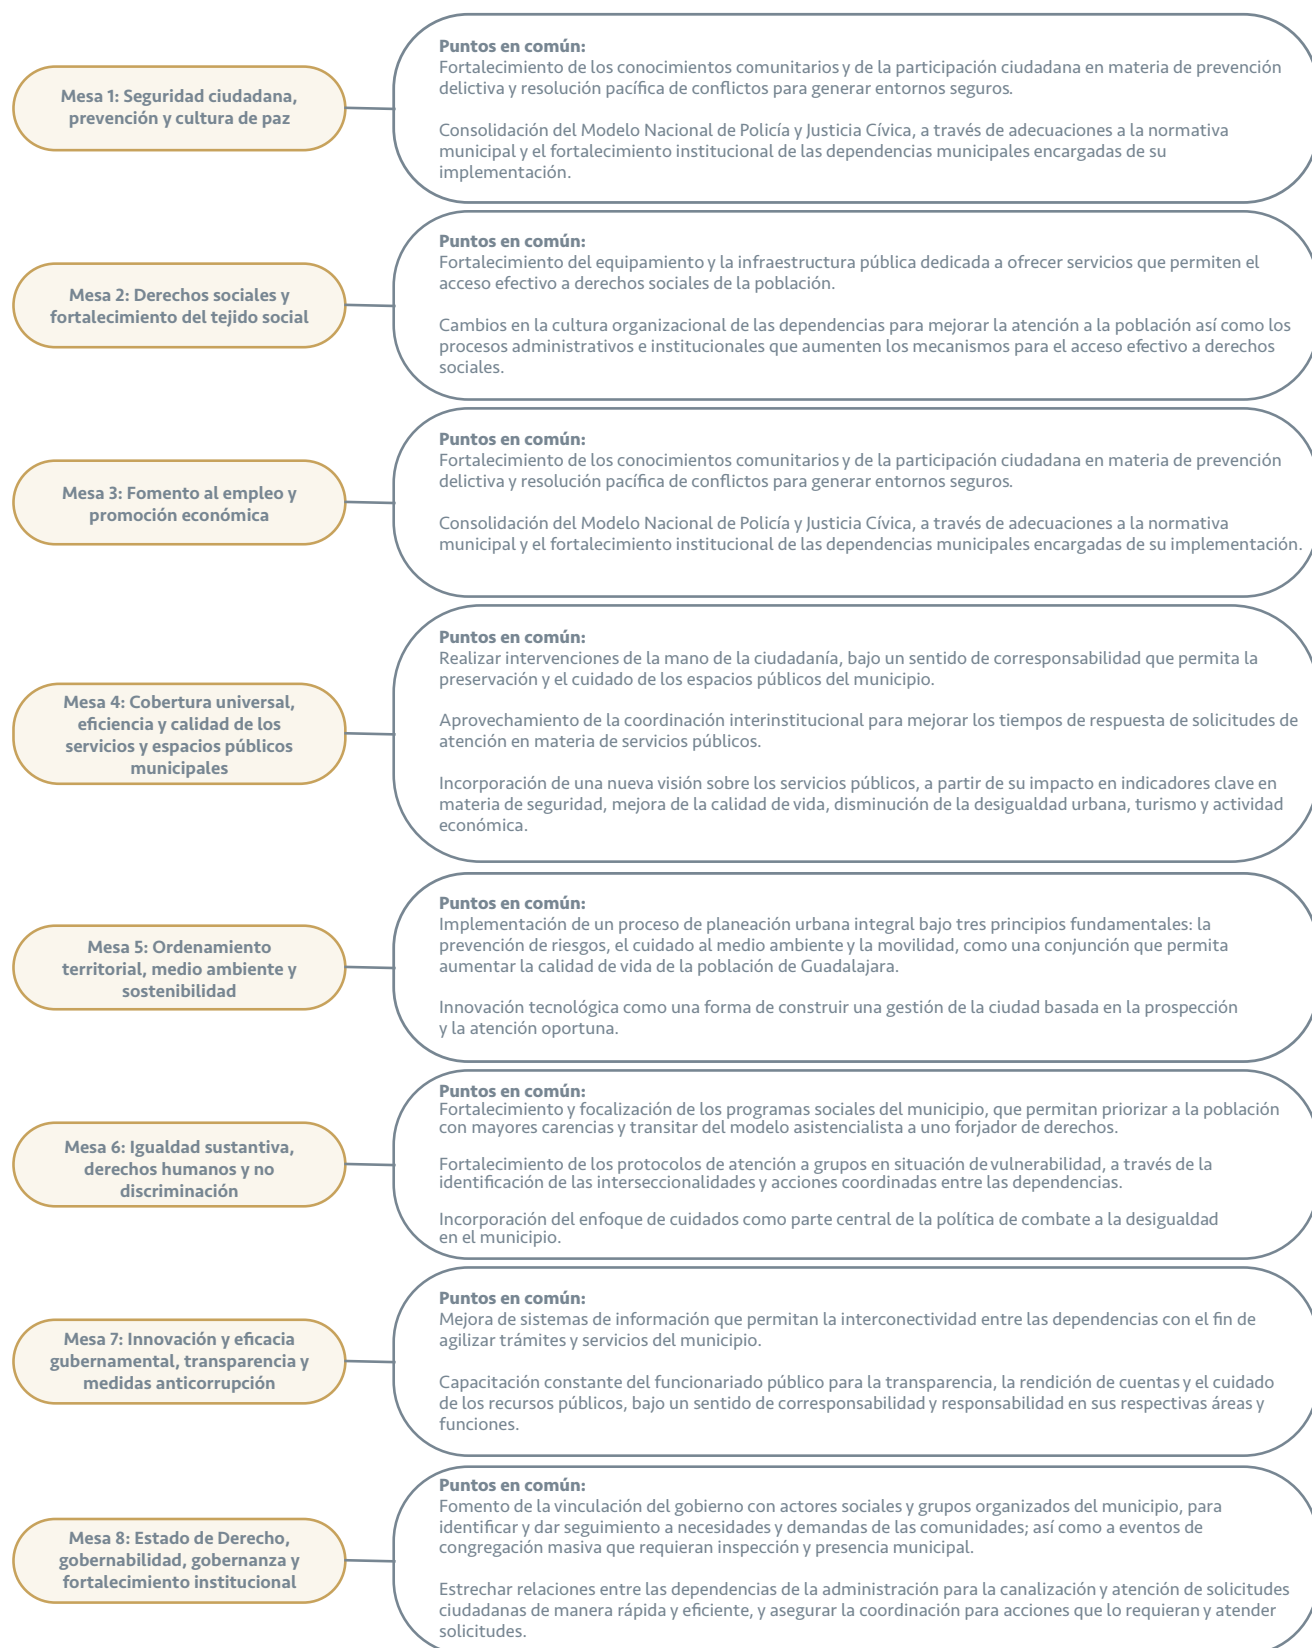 Mesa 1: Seguridad ciudadana,
prevención y cultura de paz
Puntos en común:
Fortalecimiento de los conocimientos comunitarios y de la participación ciudadana en materia de prevención
delictiva y resolución pacífica de conflictos para generar entornos seguros.
Consolidación del Modelo Nacional de Policía y Justicia Cívica, a través de adecuaciones a la normativa
municipal y el fortalecimiento institucional de las dependencias municipales encargadas de su
implementación.
Mesa 2: Derechos sociales y
fortalecimiento del tejido social
Puntos en común:
Fortalecimiento del equipamiento y la infraestructura pública dedicada a ofrecer servicios que permiten el
acceso efectivo a derechos sociales de la población.
Cambios en la cultura organizacional de las dependencias para mejorar la atención a la población así como los
procesos administrativos e institucionales que aumenten los mecanismos para el acceso efectivo a derechos
sociales.
Mesa 3: Fomento al empleo y
promoción económica
Puntos en común:
Fortalecimiento de los conocimientos comunitarios y de la participación ciudadana en materia de prevención
delictiva y resolución pacífica de conflictos para generar entornos seguros.
Consolidación del Modelo Nacional de Policía y Justicia Cívica, a través de adecuaciones a la normativa
municipal y el fortalecimiento institucional de las dependencias municipales encargadas de su implementación.
Mesa 4: Cobertura universal,
eficiencia y calidad de los
servicios y espacios públicos
municipales
Puntos en común:
Realizar intervenciones de la mano de la ciudadanía, bajo un sentido de corresponsabilidad que permita la
preservación y el cuidado de los espacios públicos del municipio.
Aprovechamiento de la coordinación interinstitucional para mejorar los tiempos de respuesta de solicitudes de
atención en materia de servicios públicos.
Incorporación de una nueva visión sobre los servicios públicos, a partir de su impacto en indicadores clave en
materia de seguridad, mejora de la calidad de vida, disminución de la desigualdad urbana, turismo y actividad
económica.
Mesa 5: Ordenamiento
territorial, medio ambiente y
sostenibilidad
Puntos en común:
Implementación de un proceso de planeación urbana integral bajo tres principios fundamentales: la
prevención de riesgos, el cuidado al medio ambiente y la movilidad, como una conjunción que permita
aumentar la calidad de vida de la población de Guadalajara.
Innovación tecnológica como una forma de construir una gestión de la ciudad basada en la prospección
y la atención oportuna.
Mesa 6: Igualdad sustantiva,
derechos humanos y no
discriminación
Puntos en común:
Fortalecimiento y focalización de los programas sociales del municipio, que permitan priorizar a la población
con mayores carencias y transitar del modelo asistencialista a uno forjador de derechos.
Fortalecimiento de los protocolos de atención a grupos en situación de vulnerabilidad, a través de la
identificación de las interseccionalidades y acciones coordinadas entre las dependencias.
Incorporación del enfoque de cuidados como parte central de la política de combate a la desigualdad
en el municipio.
Mesa 7: Innovación y eficacia
gubernamental, transparencia y
medidas anticorrupción
Puntos en común:
Mejora de sistemas de información que permitan la interconectividad entre las dependencias con el fin de
agilizar trámites y servicios del municipio.
Capacitación constante del funcionariado público para la transparencia, la rendición de cuentas y el cuidado
de los recursos públicos, bajo un sentido de corresponsabilidad y responsabilidad en sus respectivas áreas y
funciones.
Mesa 8: Estado de Derecho,
gobernabilidad, gobernanza y
fortalecimiento institucional
Puntos en común:
Fomento de la vinculación del gobierno con actores sociales y grupos organizados del municipio, para
identificar y dar seguimiento a necesidades y demandas de las comunidades; así como a eventos de
congregación masiva que requieran inspección y presencia municipal.
Estrechar relaciones entre las dependencias de la administración para la canalización y atención de solicitudes
ciudadanas de manera rápida y eficiente, y asegurar la coordinación para acciones que lo requieran y atender
solicitudes.